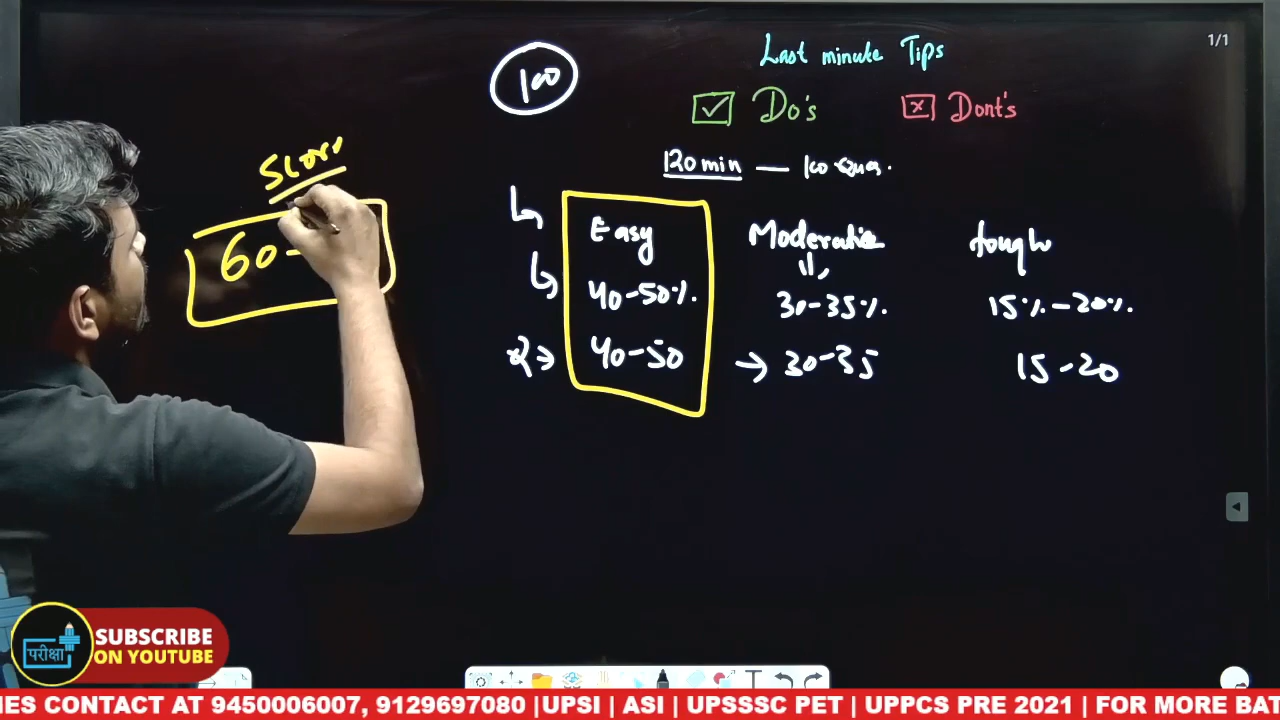 1/1
Last minute Tips
100
☑ Do's ☒ Dont's
120 min — 100 ques.
Score
60-
Easy Moderate tough
40-50% 30-35% 15%-20%
40-50 → 30-35 15-20
परीक्षा
SUBSCRIBE
ON YOUTUBE
IES CONTACT AT 9450006007, 9129697080 |UPSI | ASI | UPSSSC PET | UPPCS PRE 2021 | FOR MORE BAT